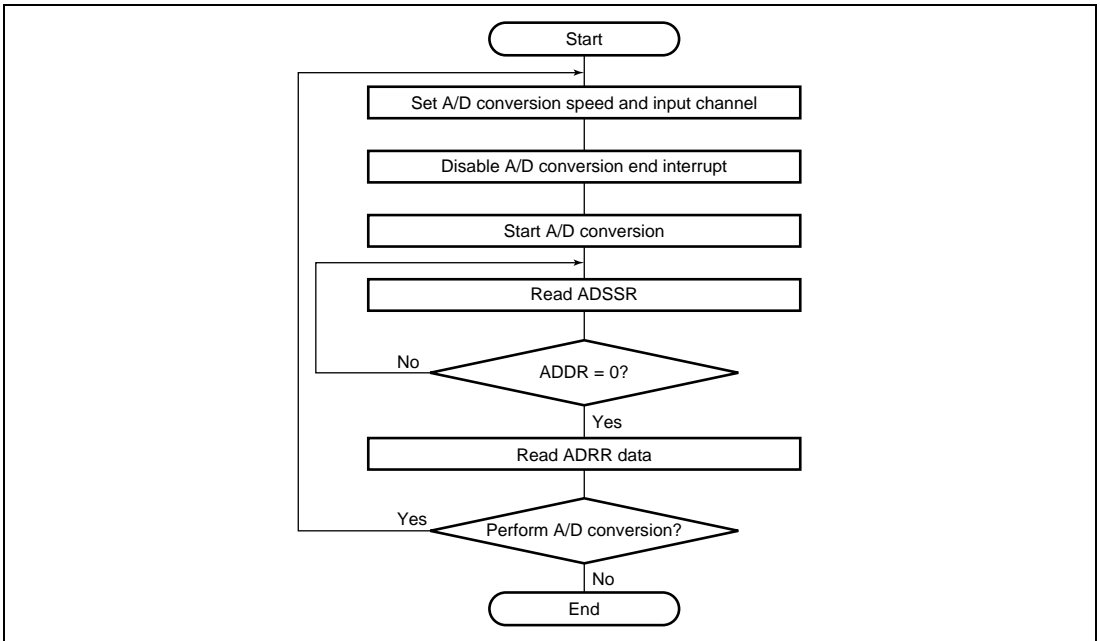 Start
Set A/D conversion speed and input channel
Disable A/D conversion end interrupt
Start A/D conversion
Read ADSSR
No
ADDR = 0?
Yes
Read ADRR data
Yes
Perform A/D conversion?
No
End